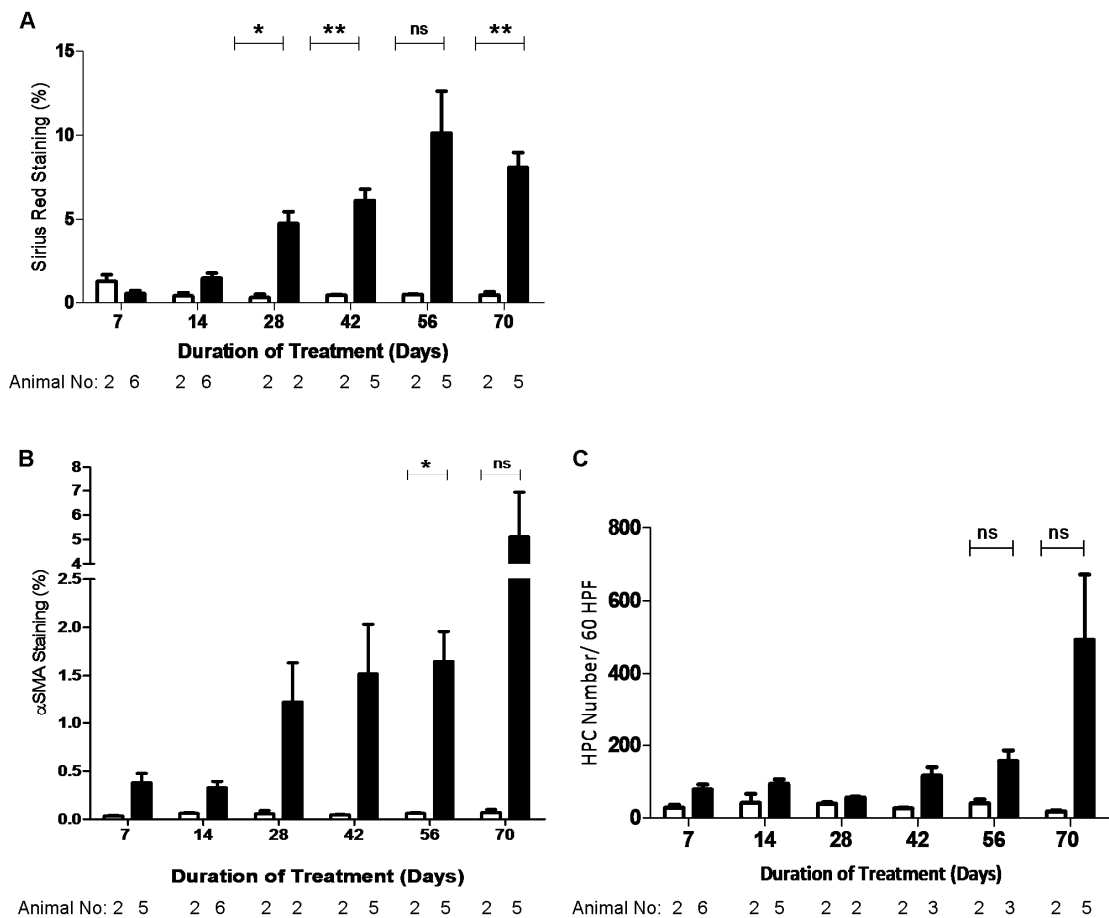 A
* ** ns **
15
10
5
0
Sirius Red Staining (%)
7 14 28 42 56 70
Duration of Treatment (Days)
Animal No: 2 6 2 6 2 2 2 5 2 5 2 5
B
* ns
8
7
6
5
4
2.5
2.0
1.5
1.0
0.5
0.0
αSMA Staining (%)
7 14 28 42 56 70
Duration of Treatment (Days)
Animal No: 2 5 2 6 2 2 2 5 2 5 2 5
C
ns ns
800
600
400
200
0
HPC Number/ 60 HPF
7 14 28 42 56 70
Duration of Treatment (Days)
Animal No: 2 6 2 5 2 2 2 3 2 3 2 5